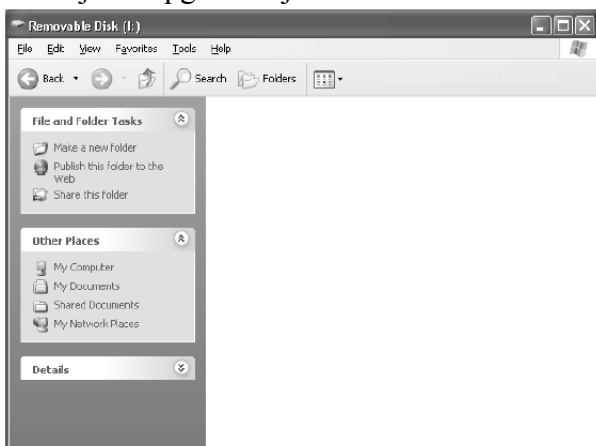 Removable Disk (I:)
File Edit View Favorites Tools Help
Back Search Folders
File and Folder Tasks
Make a new folder
Publish this folder to the
Web
Share this folder
Other Places
My Computer
My Documents
Shared Documents
My Network Places
Details